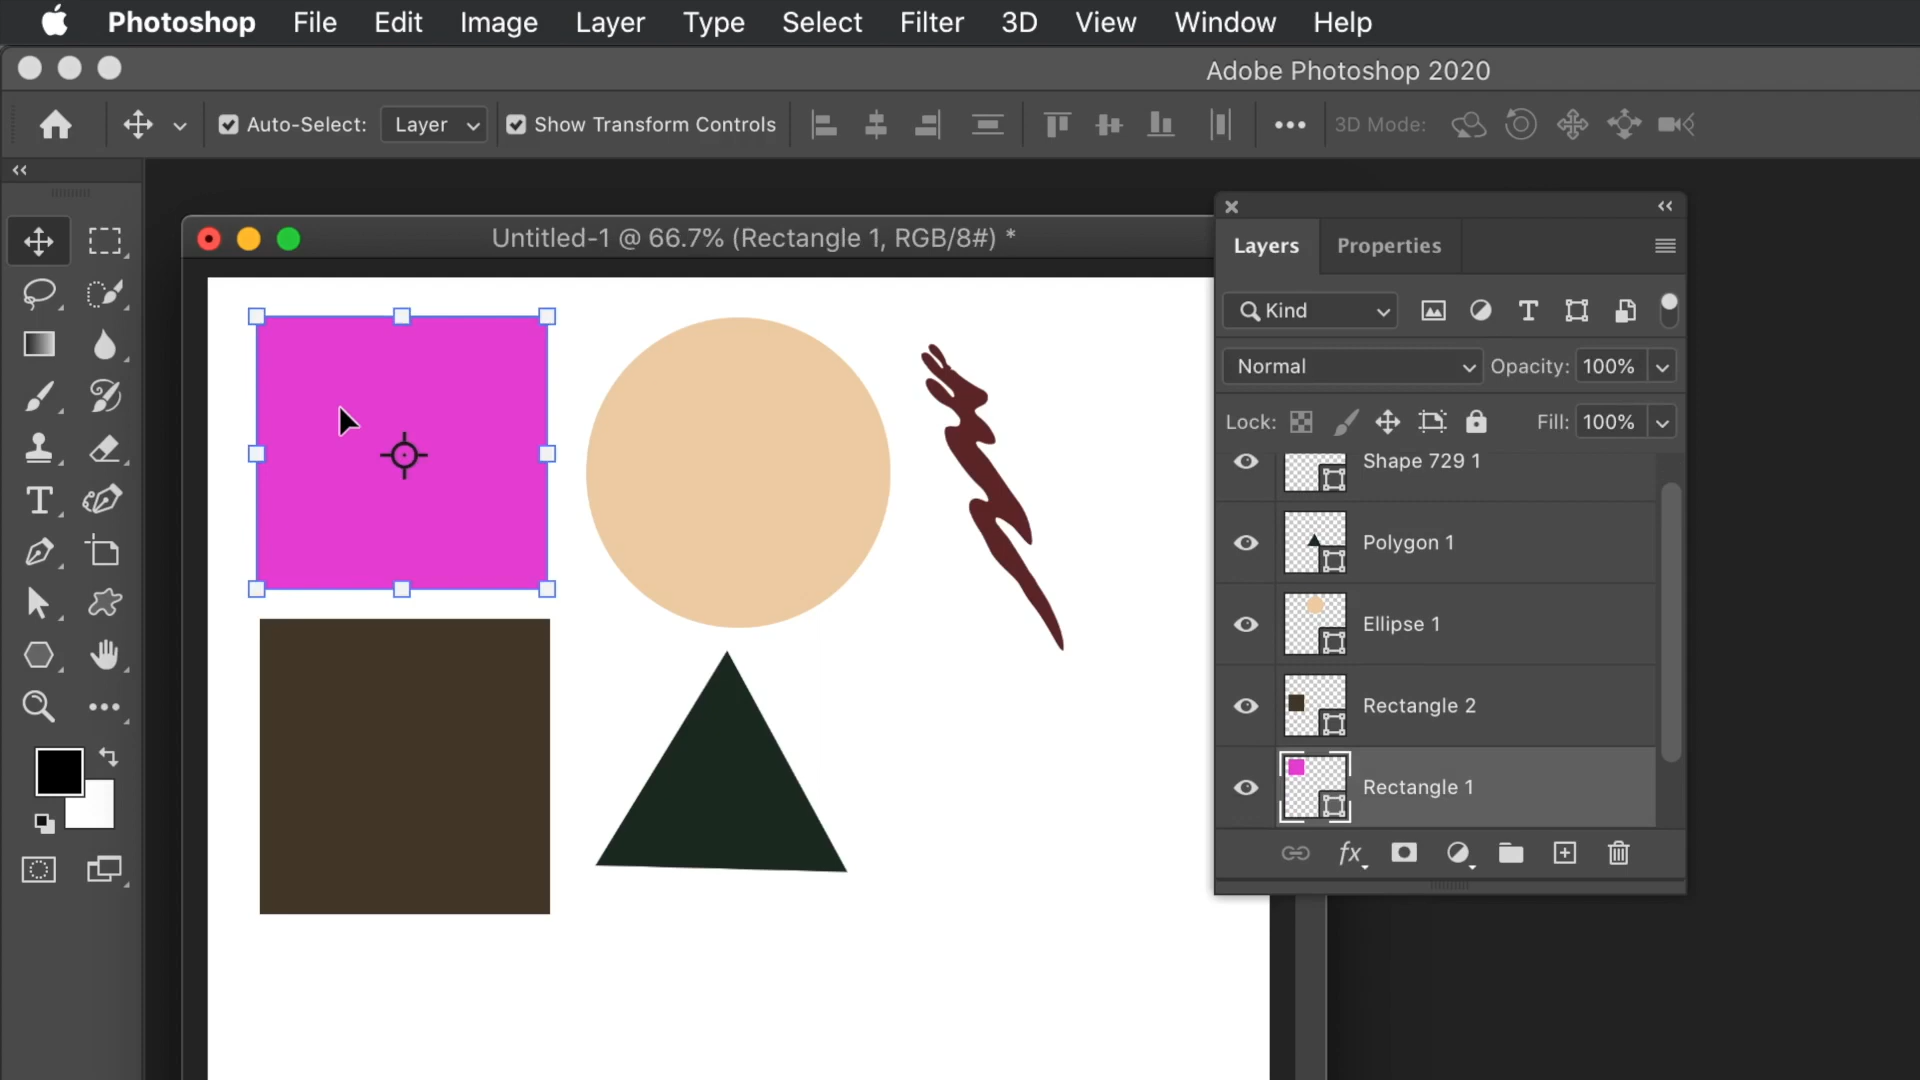 Photoshop File Edit Image Layer Type Select Filter 3D View Window Help
Adobe Photoshop 2020
Auto-Select: Layer Show Transform Controls 3D Mode:
Untitled-1 @ 66.7% (Rectangle 1, RGB/8#) *
Layers Properties
Kind
Normal Opacity: 100%
Lock: Fill: 100%
Shape 729 1
Polygon 1
Ellipse 1
Rectangle 2
Rectangle 1
fx